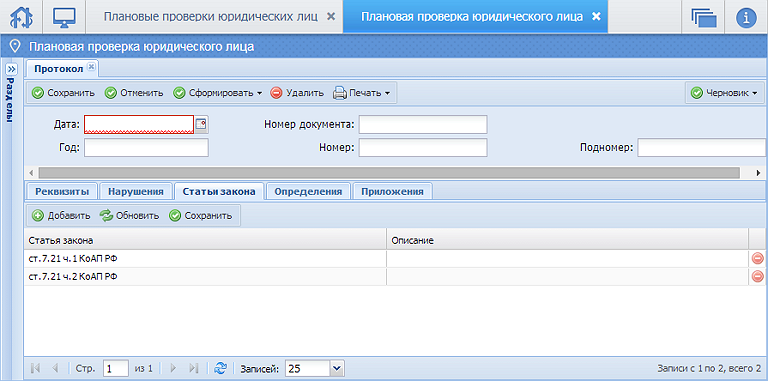 Плановые проверки юридических лиц
Плановая проверка юридического лица
Плановая проверка юридического лица
Разделы
Протокол
Сохранить Отменить Сформировать Удалить Печать Черновик
Дата: Номер документа:
Год: Номер: Подномер:
Реквизиты Нарушения Статьи закона Определения Приложения
Добавить Обновить Сохранить
Статья закона Описание
ст.7.21 ч.1 КоАП РФ
ст.7.21 ч.2 КоАП РФ
Стр. 1 из 1 Записей: 25 Записи с 1 по 2, всего 2